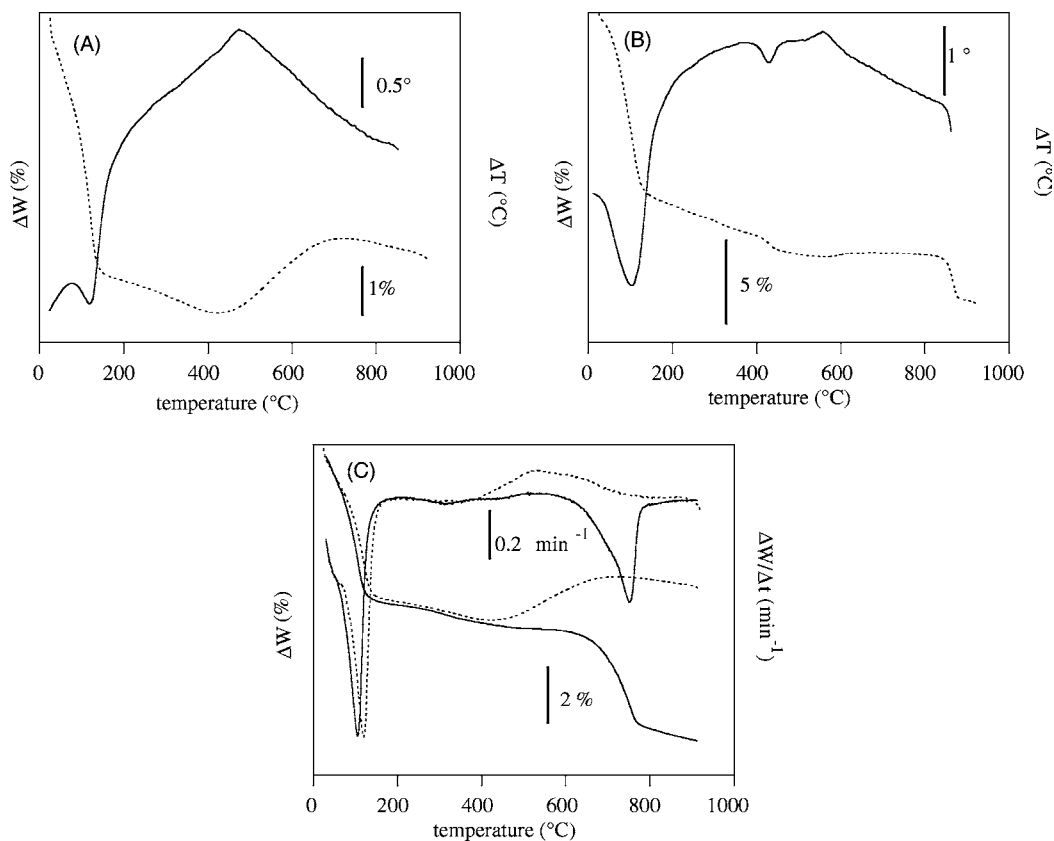 (A)
0.5°
1%
ΔW (%)
ΔT (°C)
0 200 400 600 800 1000
temperature (°C)
(B)
1 °
5 %
ΔW (%)
ΔT (°C)
0 200 400 600 800 1000
temperature (°C)
(C)
0.2 min -1
2 %
ΔW (%)
ΔW/Δt (min-1)
0 200 400 600 800 1000
temperature (°C)